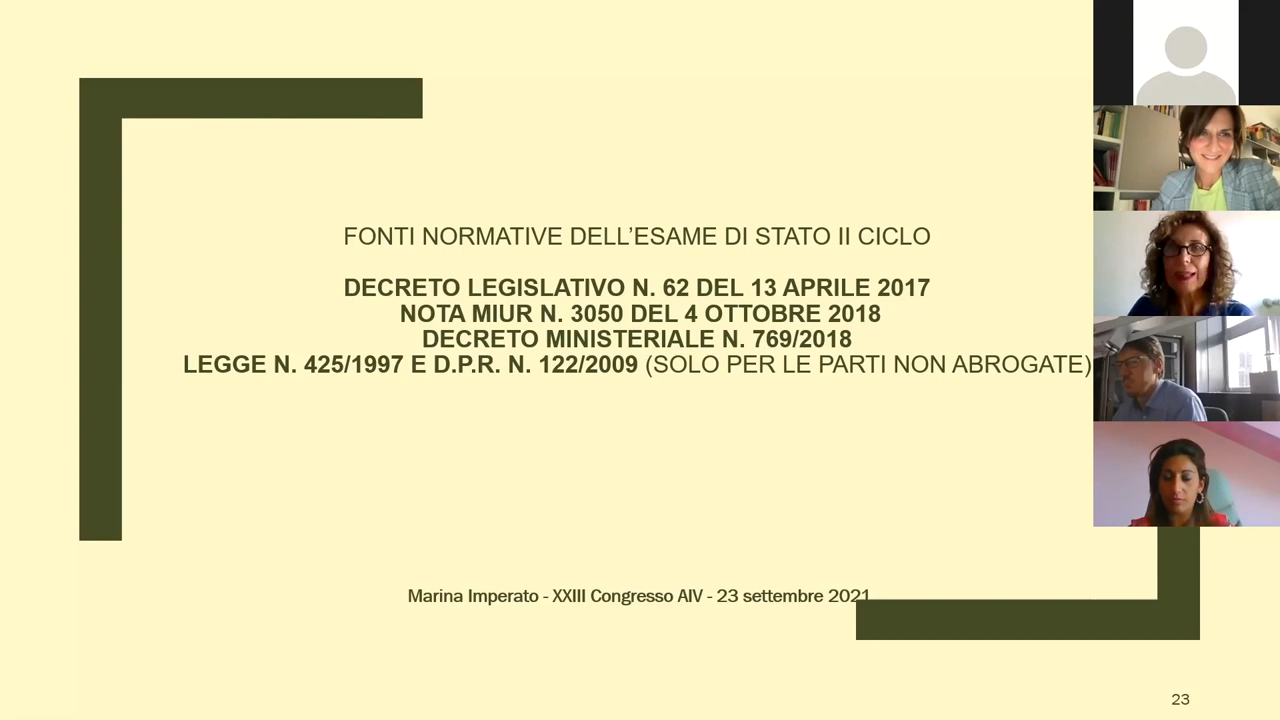 FONTI NORMATIVE DELL’ESAME DI STATO II CICLO
DECRETO LEGISLATIVO N. 62 DEL 13 APRILE 2017
NOTA MIUR N. 3050 DEL 4 OTTOBRE 2018
DECRETO MINISTERIALE N. 769/2018
LEGGE N. 425/1997 E D.P.R. N. 122/2009 (SOLO PER LE PARTI NON ABROGATE)
Marina Imperato - XXIII Congresso AIV - 23 settembre 2021
23